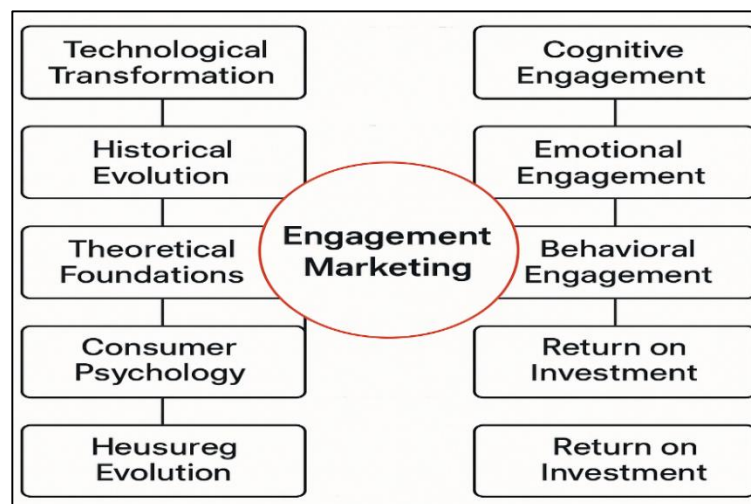 Technological
Transformation
Historical
Evolution
Theoretical
Foundations
Consumer
Psychology
Heusureg
Evolution
Engagement
Marketing
Cognitive
Engagement
Emotional
Engagement
Behavioral
Engagement
Return on
Investment
Return on
Investment